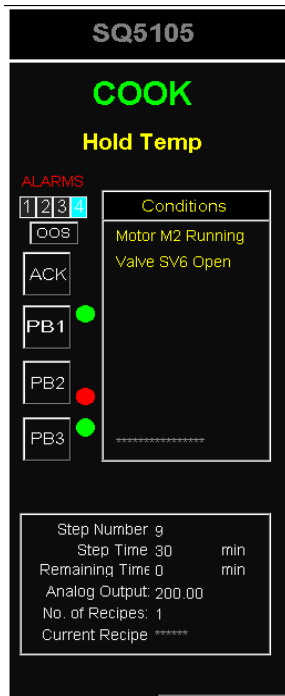 SQ5105
COOK
Hold Temp
ALARMS
1 2 3 4
OOS
ACK
PB1
PB2
PB3
Conditions
Motor M2 Running
Valve SV6 Open
***************
Step Number 9
Step Time 30 min
Remaining Time 0 min
Analog Output: 200.00
No. of Recipes: 1
Current Recipe ******